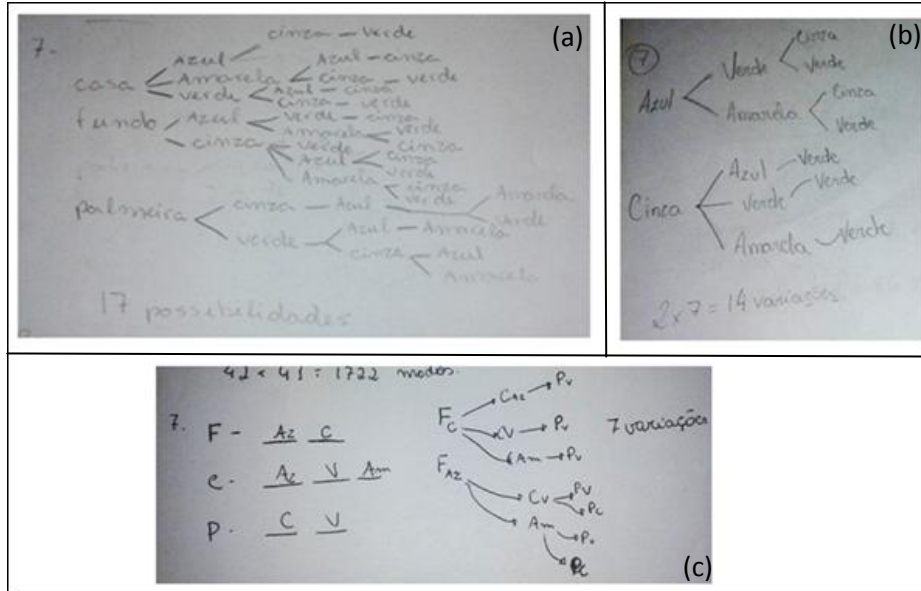 (a)
7.
cinza – verde
Azul
Azul – cinza
casa Amarela cinza – verde
verde Azul – cinza
cinza – verde
fundo Azul verde – cinza
Amarela verde
cinza verde cinza
Azul cinza
verde
Amarela cinza
verde
palmeira cinza – Azul Amarela
verde
verde Azul – Amarela
cinza Azul
Amarela
17 possibilidades
(b)
7
Azul Verde Cinza
Verde
Amarela Cinza
Verde
Cinza Azul – Verde
Verde Verde
Amarela Verde
2 x 7 = 14 variações
42 x 41 = 1722 modos.
7. F - Az C
C - Az V Am
P. C V
F C CAz Pv
CV Pv
CAm Pv
F AZ Cv Pv
Pc
Am Pv
Pc
7 variações
(c)